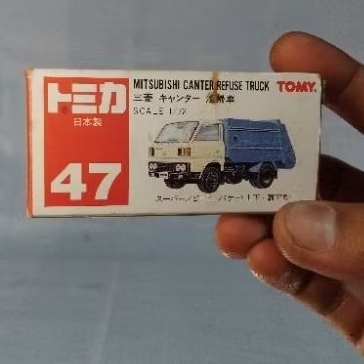 トミカ
日本製
47
MITSUBISHI CANTER REFUSE TRUCK
三菱 キャンター 清掃車
SCALE 1/72
TOMY.